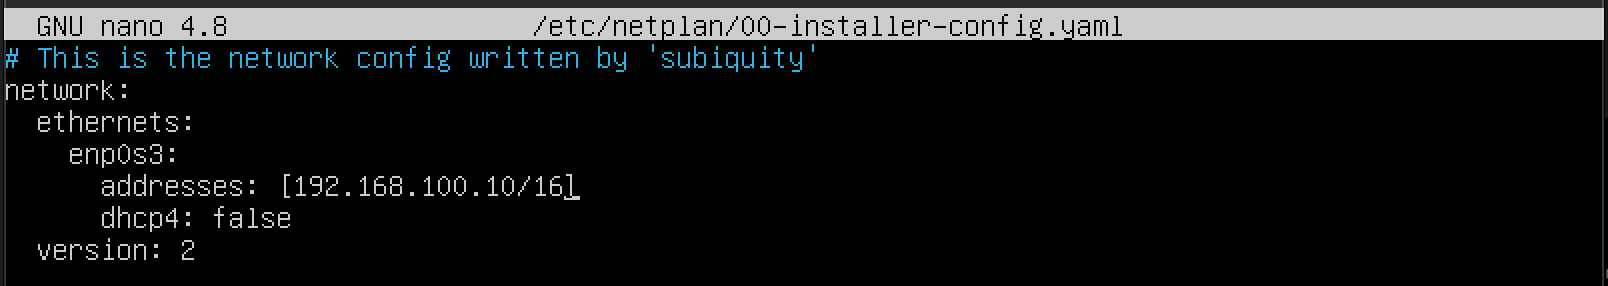 GNU nano 4.8 /etc/netplan/00-installer-config.yaml
# This is the network config written by 'subiquity'
network:
  ethernets:
    enp0s3:
      addresses: [192.168.100.10/16]
      dhcp4: false
  version: 2